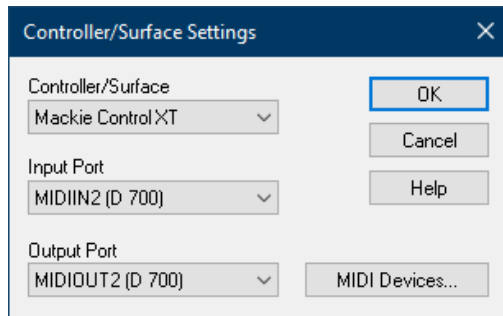 Controller/Surface Settings
Controller/Surface
Mackie Control XT
OK
Cancel
Input Port
MIDIIN2 (D 700)
Help
Output Port
MIDIOUT2 (D 700)
MIDI Devices...